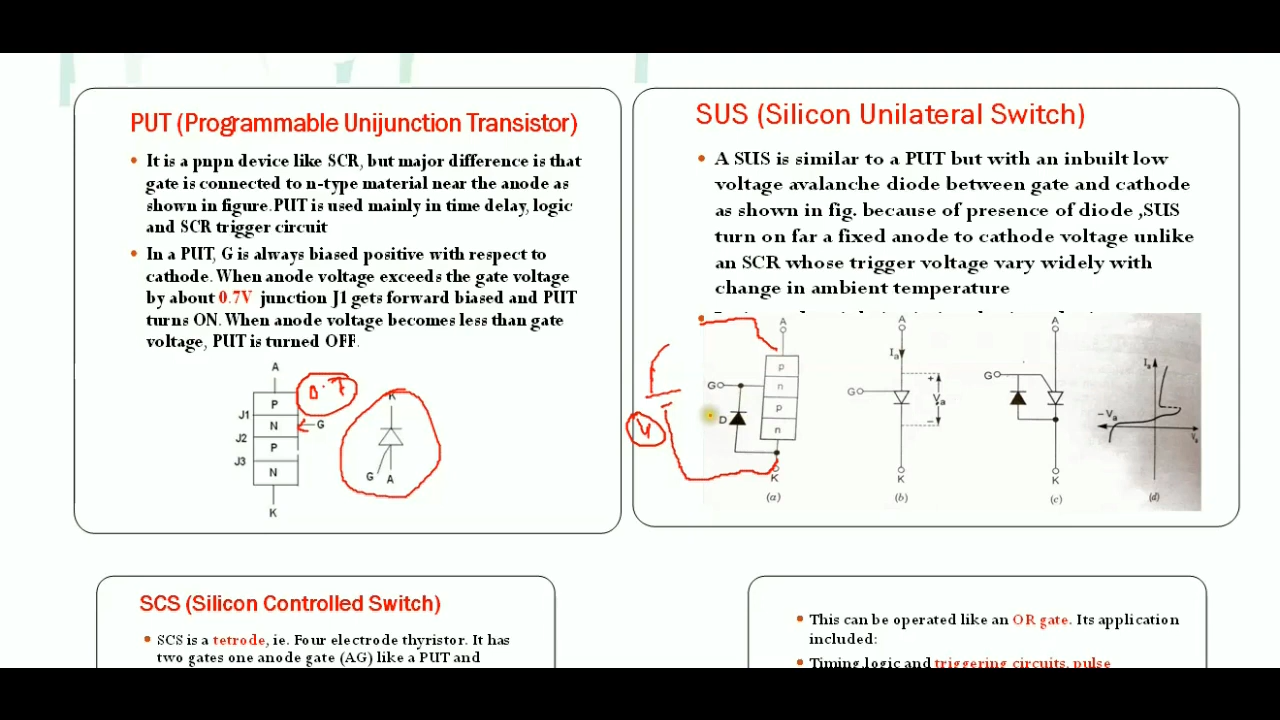 PUT (Programmable Unijunction Transistor)
• It is a pnpn device like SCR, but major difference is that
gate is connected to n-type material near the anode as
shown in figure. PUT is used mainly in time delay, logic
and SCR trigger circuit
• In a PUT, G is always biased positive with respect to
cathode. When anode voltage exceeds the gate voltage
by about 0.7V junction J1 gets forward biased and PUT
turns ON. When anode voltage becomes less than gate
voltage, PUT is turned OFF.
A
P
J1
N
G
J2
P
J3
N
K
0.7
K
G A
SUS (Silicon Unilateral Switch)
• A SUS is similar to a PUT but with an inbuilt low
voltage avalanche diode between gate and cathode
as shown in fig. because of presence of diode ,SUS
turn on far a fixed anode to cathode voltage unlike
an SCR whose trigger voltage vary widely with
change in ambient temperature
A
p
G
n
D
p
n
K
(a)
A
Ia
+
G
Va
−
K
(b)
A
G
K
(c)
Ia
−Va
Va
(d)
SCS (Silicon Controlled Switch)
• SCS is a tetrode, ie. Four electrode thyristor. It has
two gates one anode gate (AG) like a PUT and
• This can be operated like an OR gate. Its application
included:
• Timing,logic and triggering circuits, pulse